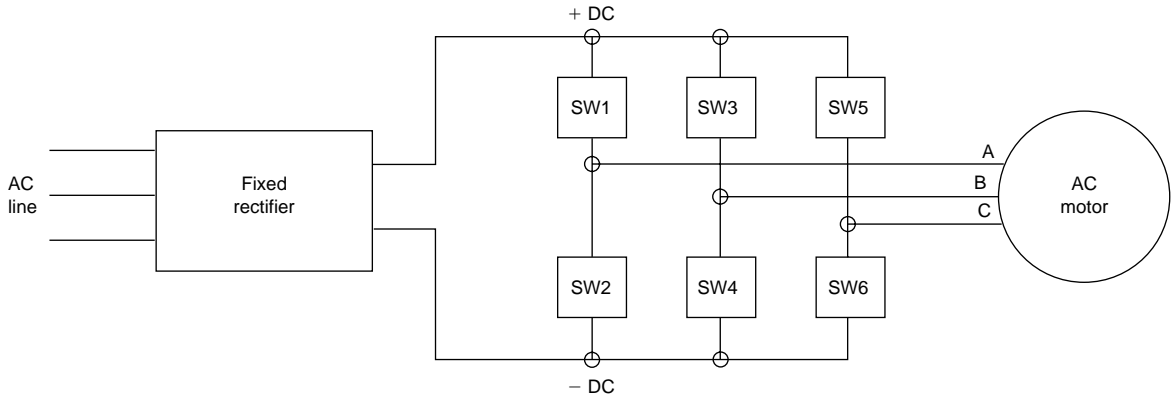 + DC
SW1
SW3
SW5
AC
line
Fixed
rectifier
A
B
C
AC
motor
SW2
SW4
SW6
− DC